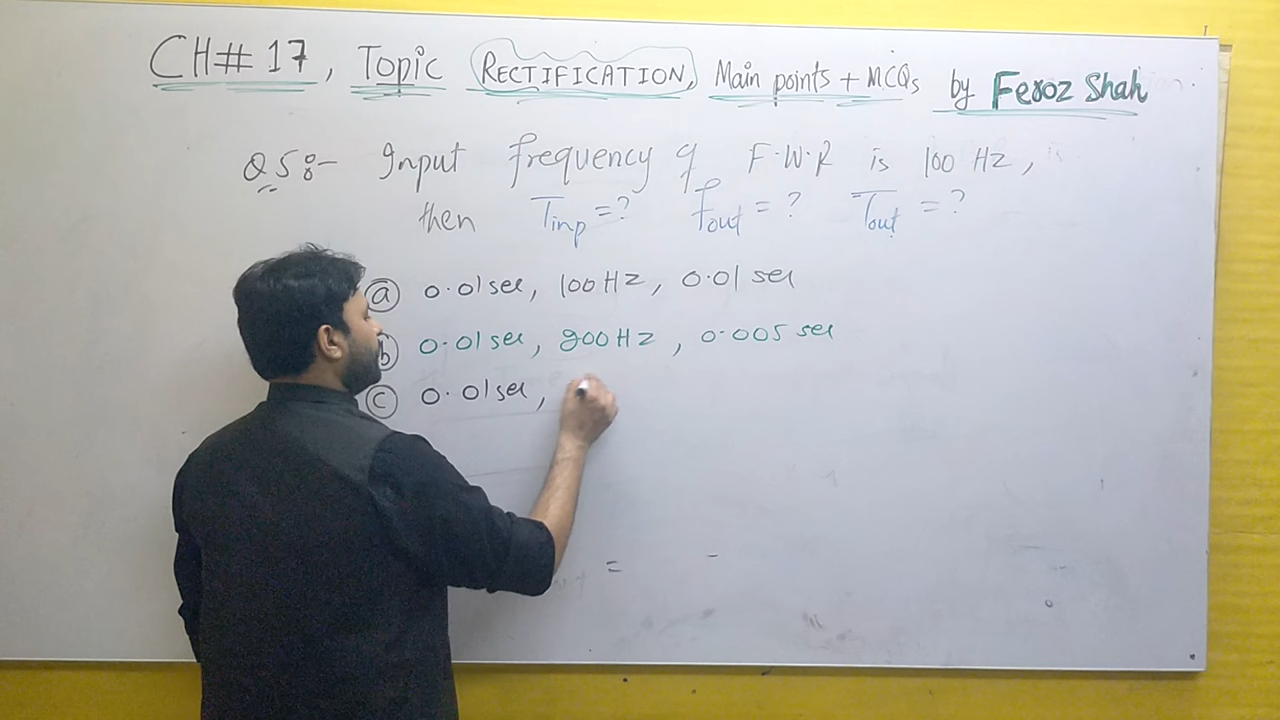 CH# 17, Topic RECTIFICATION, Main points + MCQs by Feroz Shah
Q5:- Input frequency of F.W.R is 100 Hz,
then Tinp = ? fout = ? Tout = ?
(a) 0.01 sec, 100 Hz, 0.01 sec
(b) 0.01 sec, 200 Hz, 0.005 sec
(c) 0.01 sec,